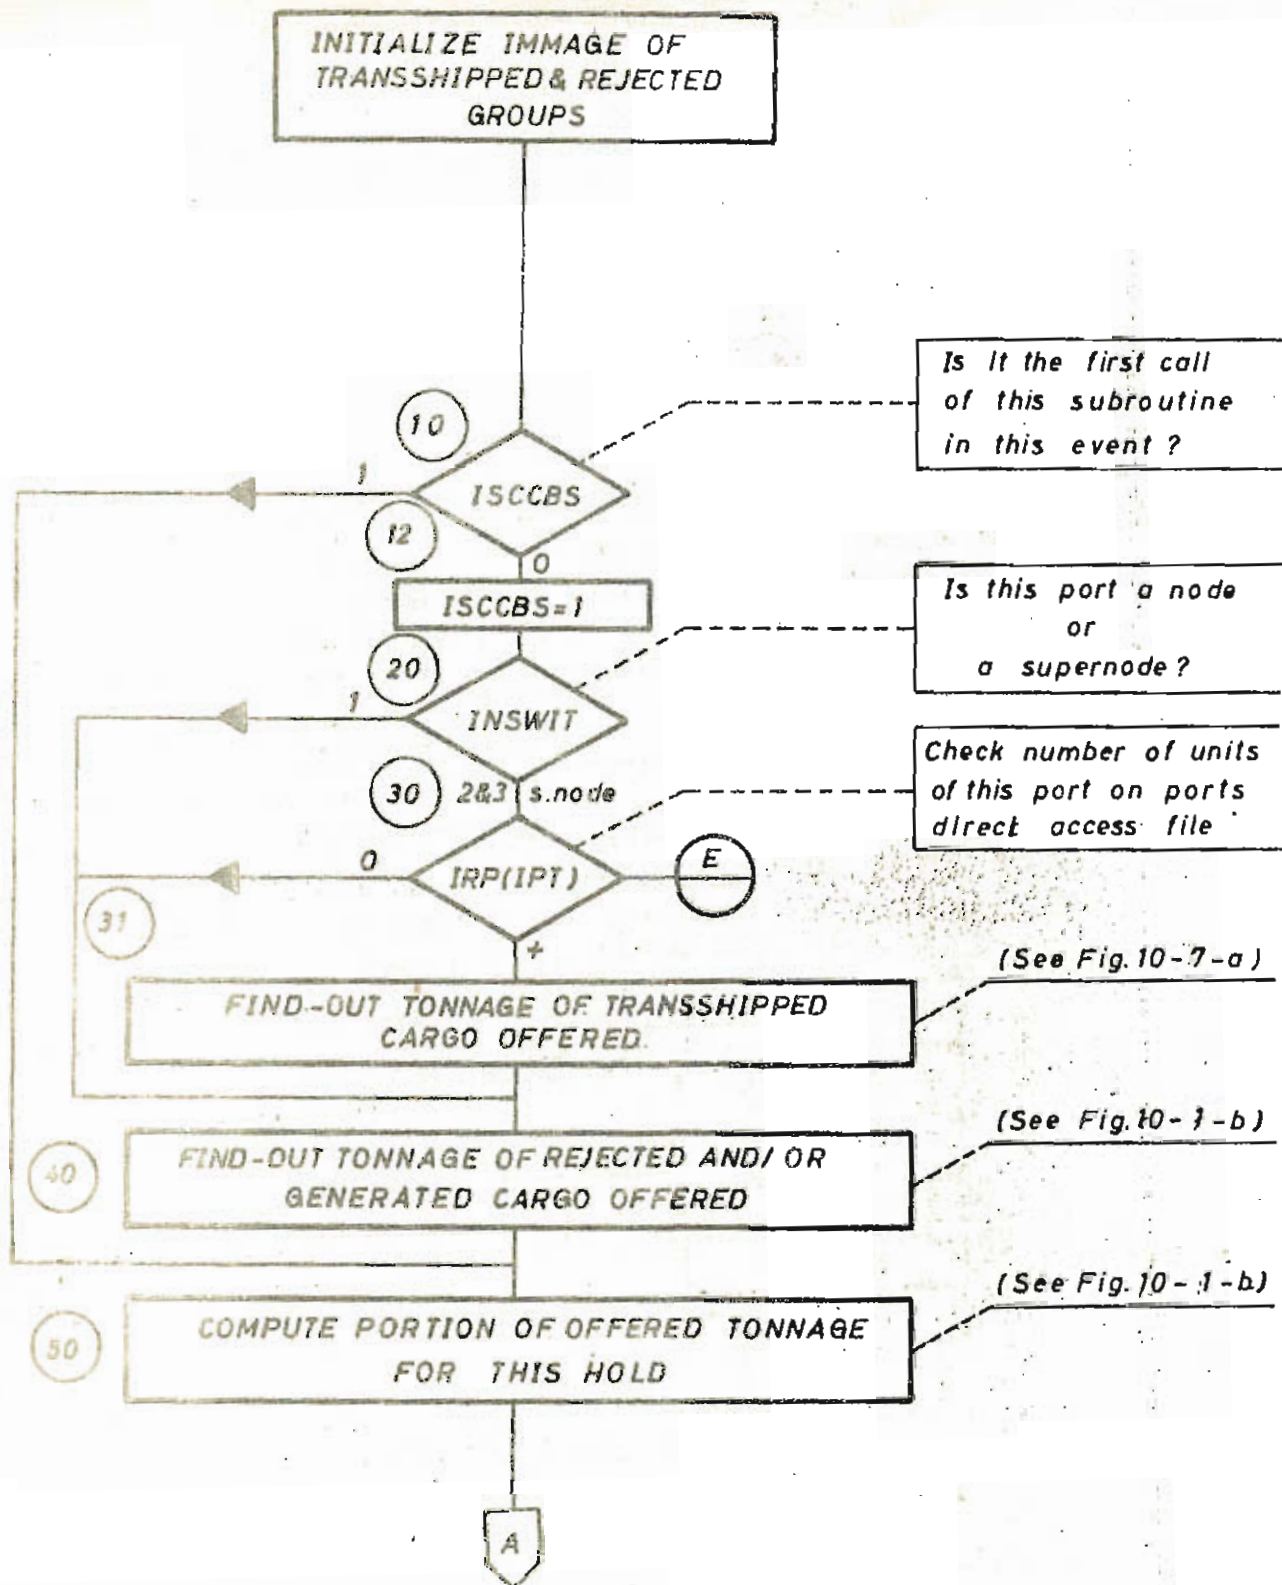 INITIALIZE IMMAGE OF
TRANSSHIPPED & REJECTED
GROUPS
Is It the first call
of this subroutine
in this event ?
10
1
ISCCBS
12
0
ISCCBS=1
Is this port a node
or
a supernode ?
20
1
INSWIT
30
2&3 s.node
Check number of units
of this port on ports
direct access file
0
IRP(IPT)
E
31
+
(See Fig. 10-7-a)
FIND-OUT TONNAGE OF TRANSSHIPPED
CARGO OFFERED.
(See Fig. 10-1-b)
40
FIND-OUT TONNAGE OF REJECTED AND/ OR
GENERATED CARGO OFFERED
(See Fig. 10-1-b)
50
COMPUTE PORTION OF OFFERED TONNAGE
FOR THIS HOLD
A